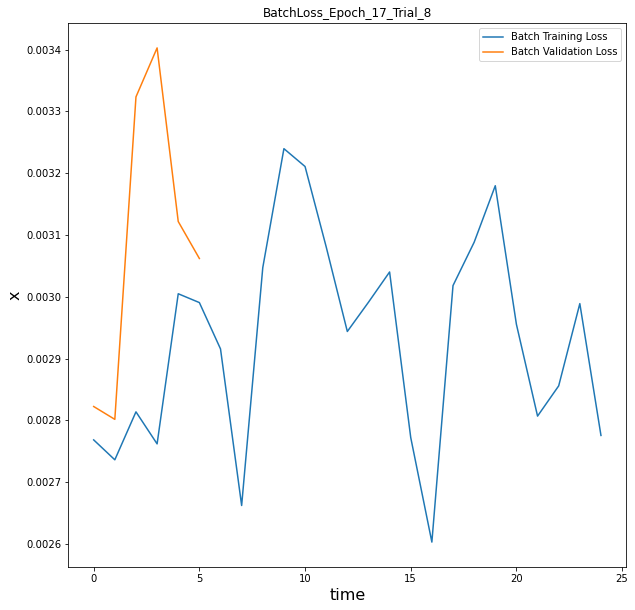 BatchLoss_Epoch_17_Trial_8
Batch Training Loss
Batch Validation Loss
0.0034
0.0033
0.0032
0.0031
0.0030
0.0029
0.0028
0.0027
0.0026
x
0 5 10 15 20 25
time